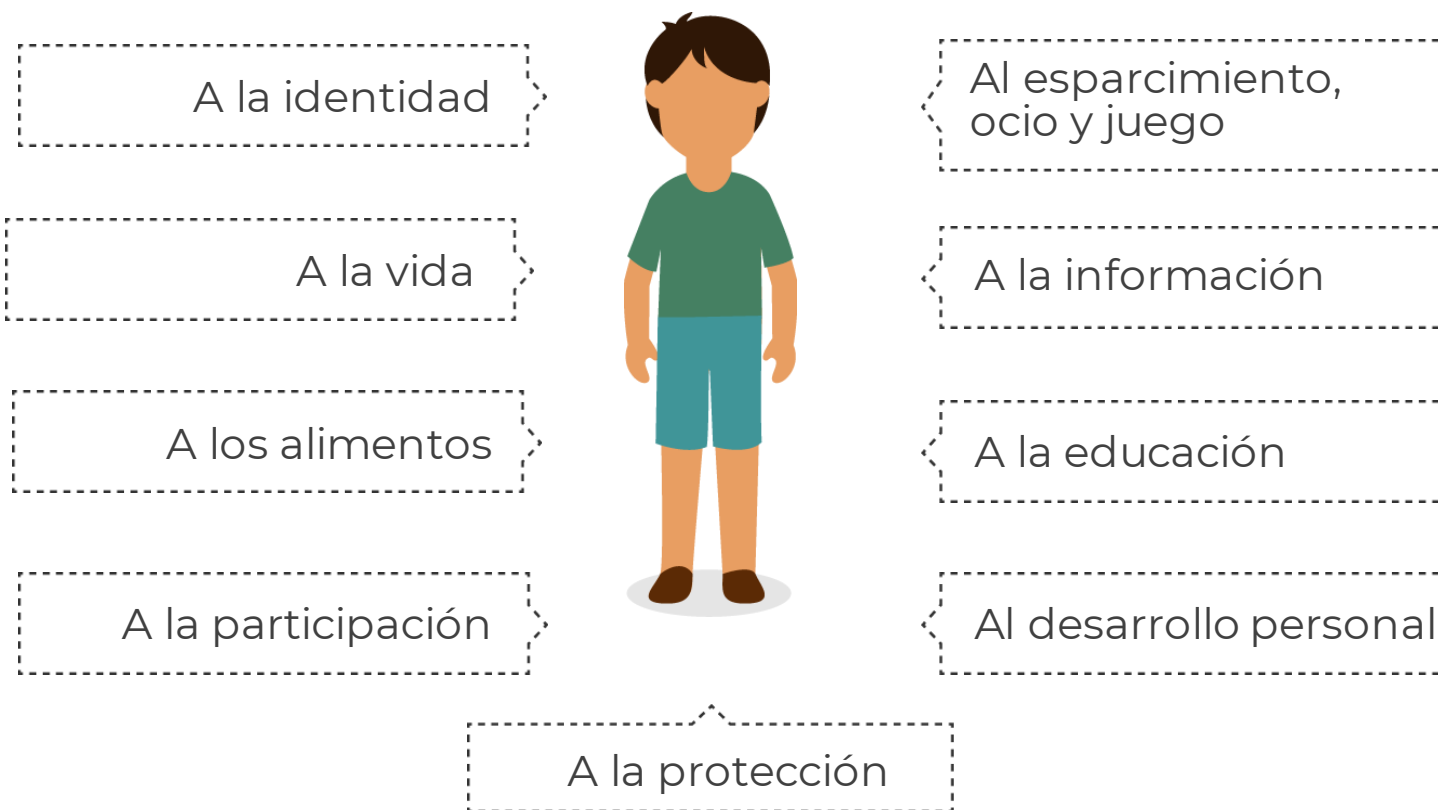 A la identidad
A la vida
A los alimentos
A la participación
Al esparcimiento,
ocio y juego
A la información
A la educación
Al desarrollo personal
A la protección